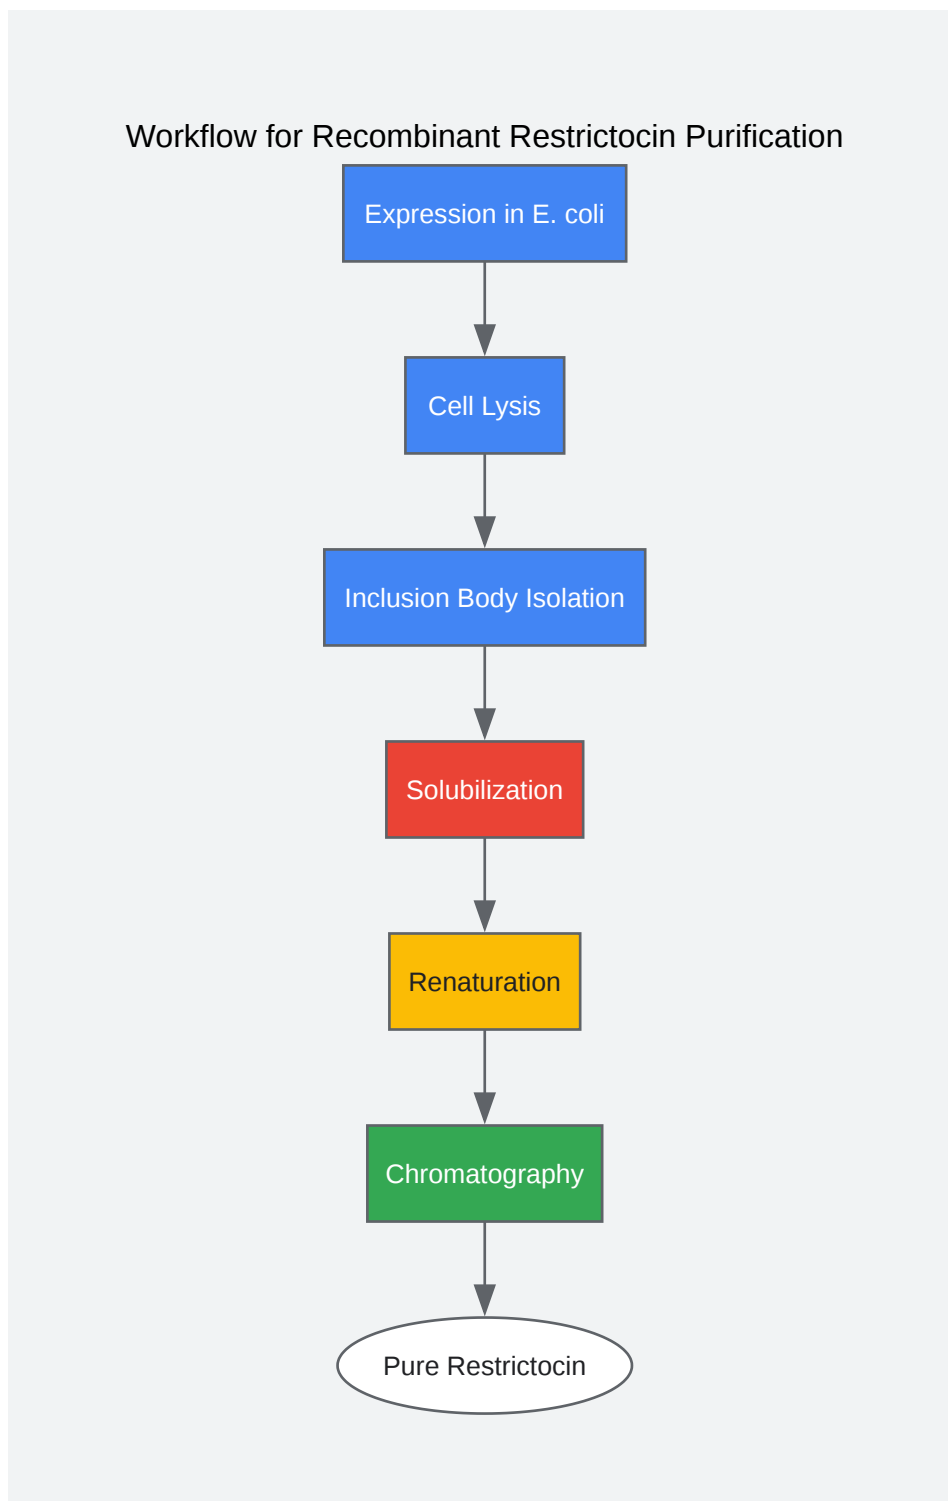 Workflow for Recombinant Restrictocin Purification
Expression in E. coli
Cell Lysis
Inclusion Body Isolation
Solubilization
Renaturation
Chromatography
Pure Restrictocin